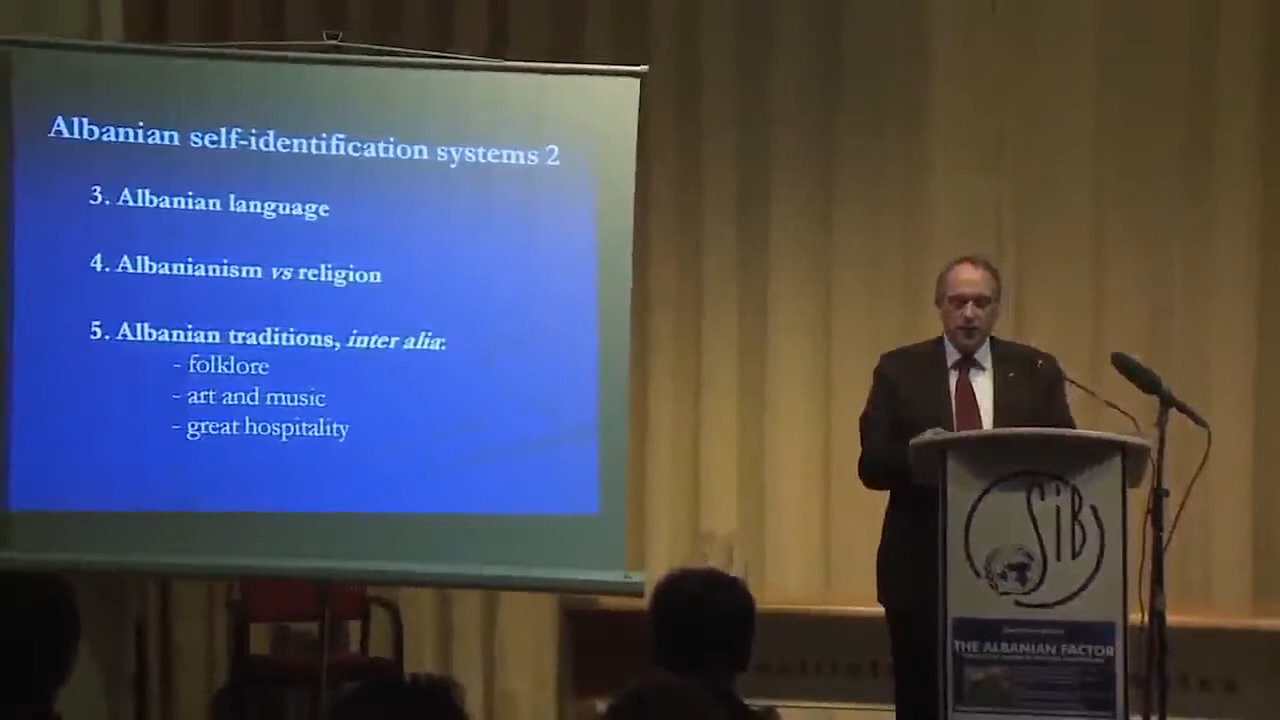 Albanian self-identification systems 2
3. Albanian language
4. Albanianism vs religion
5. Albanian traditions, inter alia:
- folklore
- art and music
- great hospitality
SiB
THE ALBANIAN FACTOR